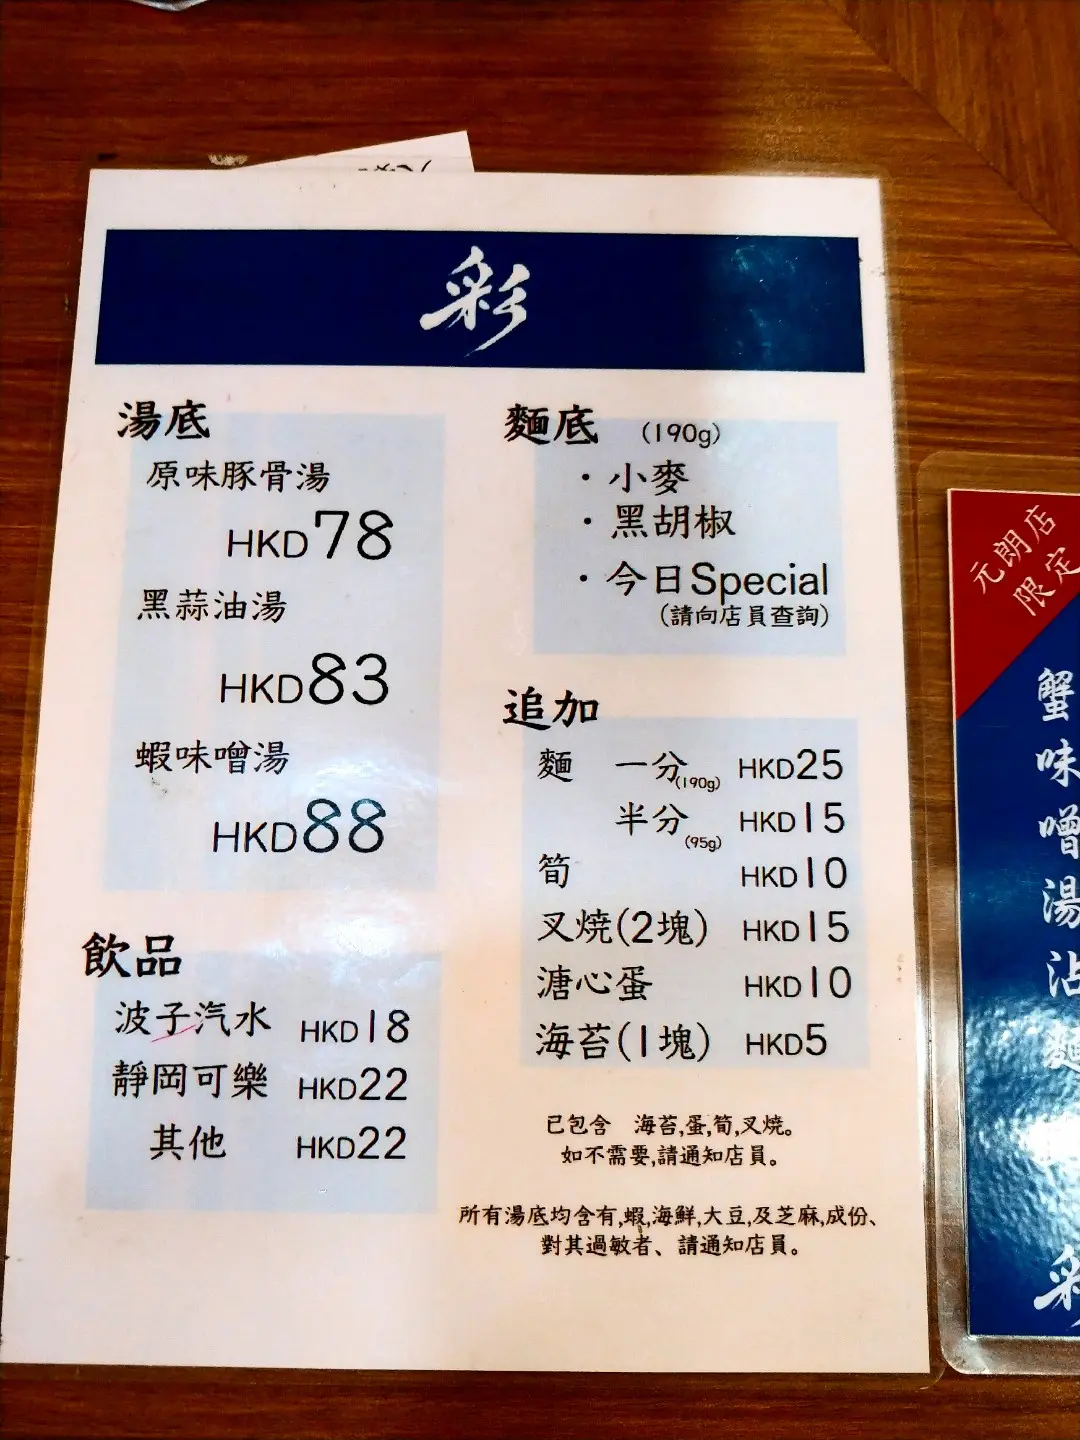 彩
湯底
原味豚骨湯
HKD78
黑蒜油湯
HKD83
蝦味噌湯
HKD88
飲品
波子汽水 HKD18
靜岡可樂 HKD22
其他 HKD22
麵底 (190g)
・小麥
・黑胡椒
・今日Special
(請向店員查詢)
追加
麵 一分(190g) HKD25
半分(95g) HKD15
筍 HKD10
叉燒(2塊) HKD15
溏心蛋 HKD10
海苔(1塊) HKD5
已包含 海苔,蛋,筍,叉燒。
如不需要,請通知店員。
所有湯底均含有,蝦,海鮮,大豆,及芝麻,成份、
對其過敏者、請通知店員。
元朗店
限定
蟹味噌湯沾麵
彩